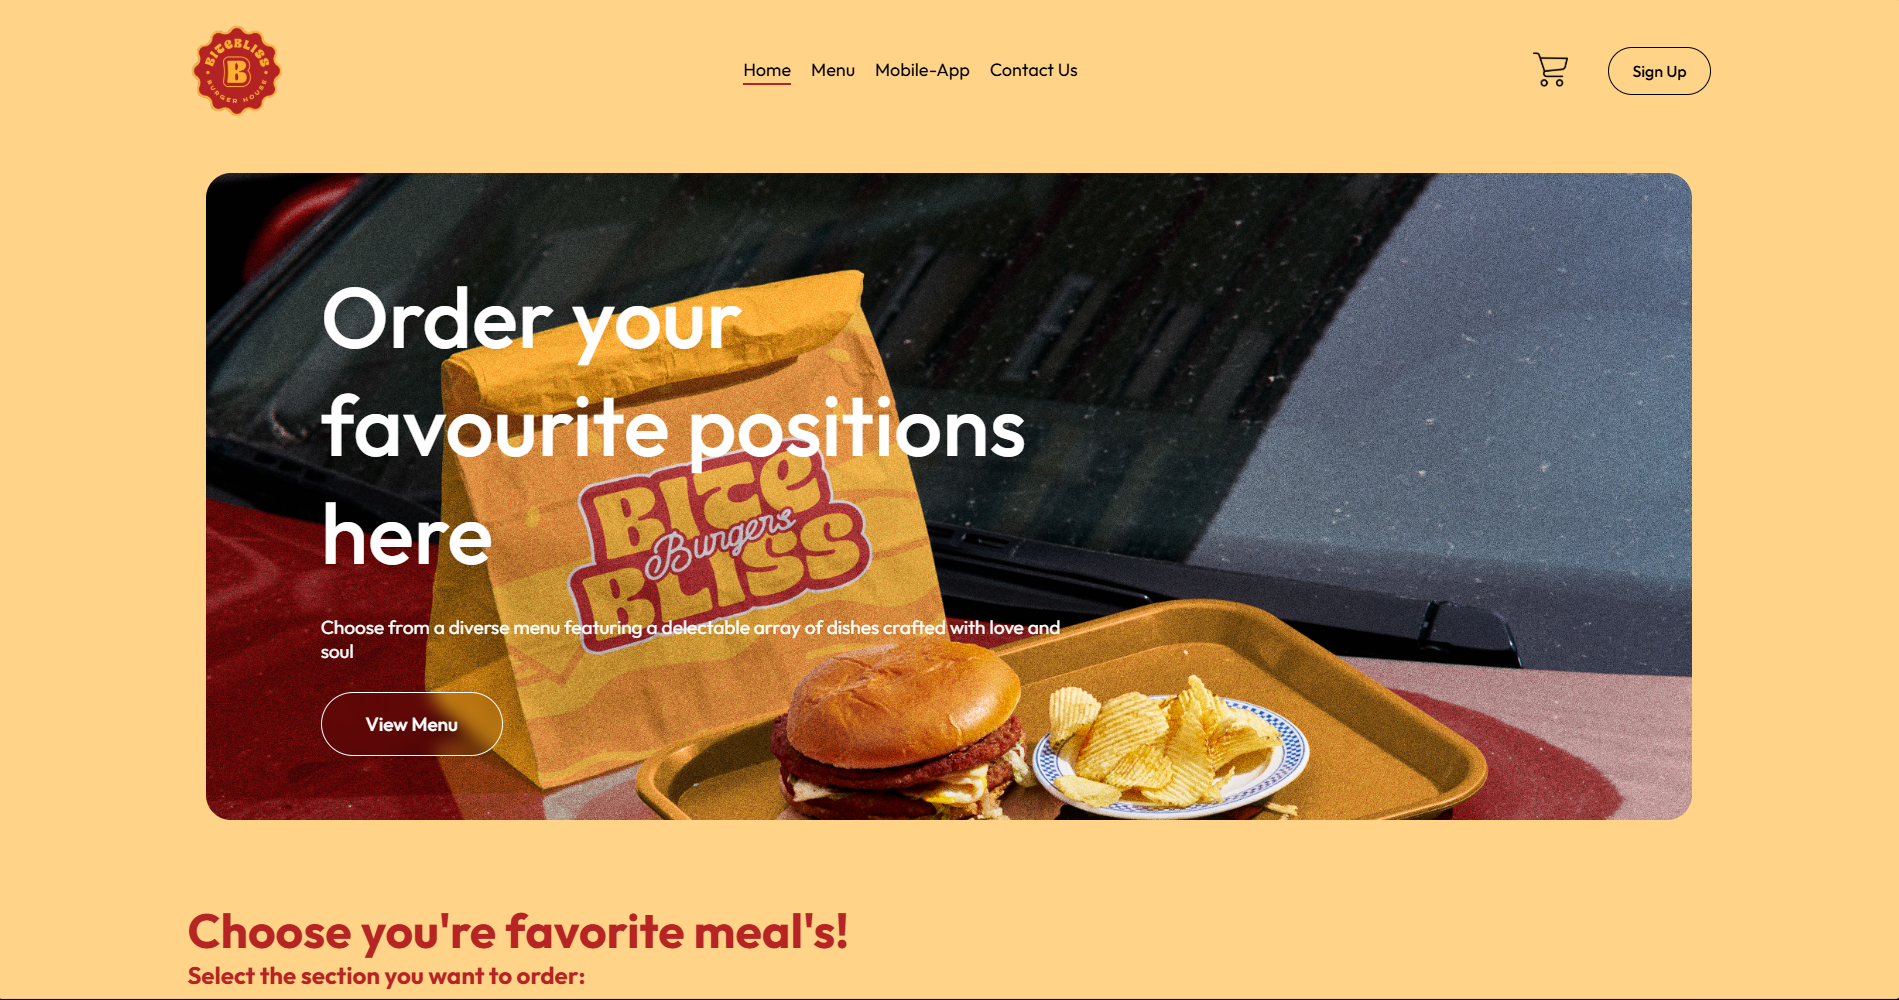 BITEBLISS
B
BURGER HOUSE
Home
Menu
Mobile-App
Contact Us
Sign Up
Order your
favourite positions
here
BITE
Burgers
BLISS
Choose from a diverse menu featuring a delectable array of dishes crafted with love and
soul
View Menu
Choose you're favorite meal's!
Select the section you want to order: